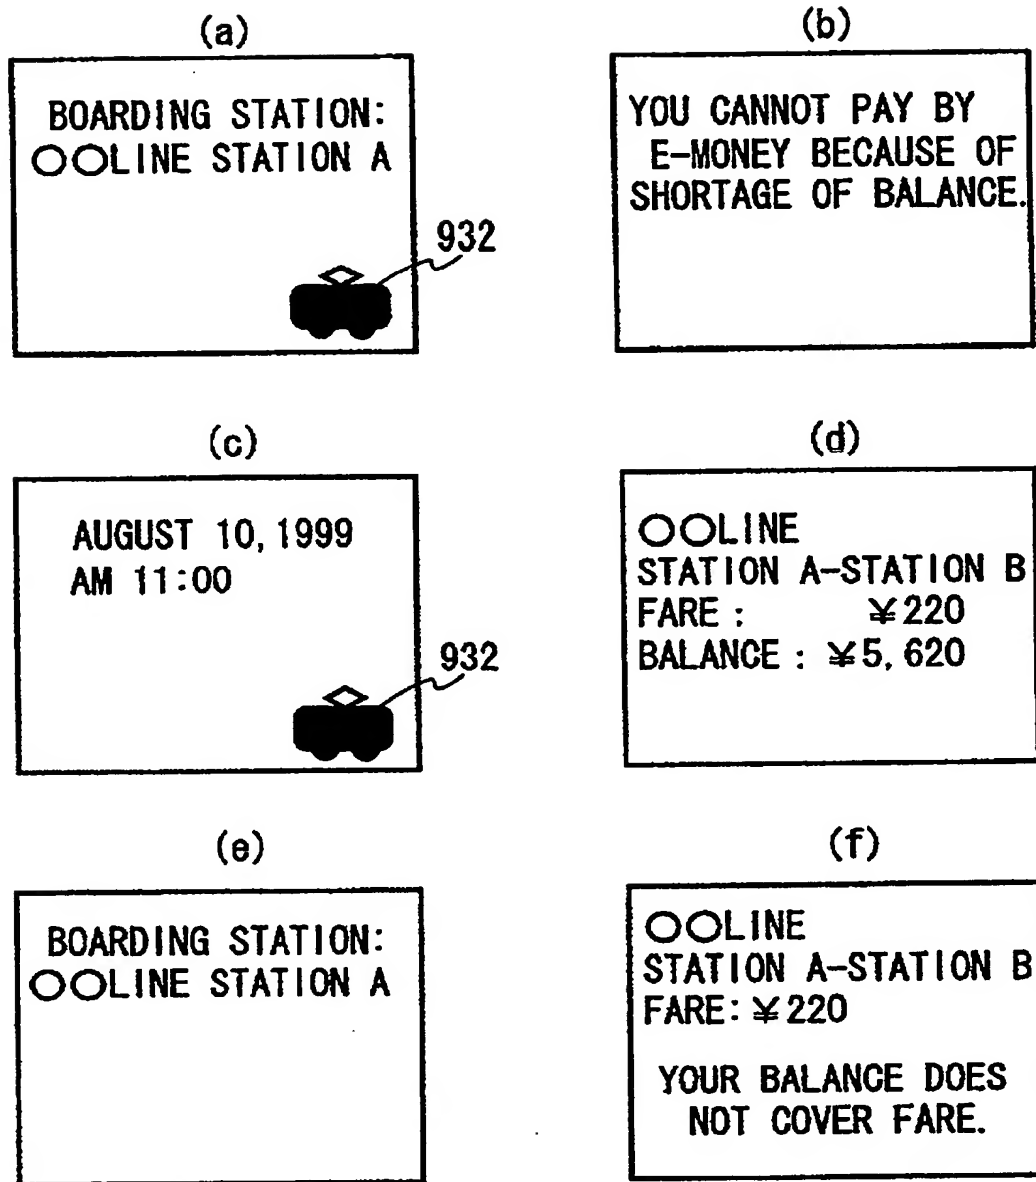 (a)
BOARDING STATION:
○○LINE STATION A
932
(b)
YOU CANNOT PAY BY
E-MONEY BECAUSE OF
SHORTAGE OF BALANCE.
(c)
AUGUST 10,1999
AM 11:00
932
(d)
○○LINE
STATION A-STATION B
FARE : ¥220
BALANCE : ¥5,620
(e)
BOARDING STATION:
○○LINE STATION A
(f)
○○LINE
STATION A-STATION B
FARE: ¥220
YOUR BALANCE DOES
NOT COVER FARE.